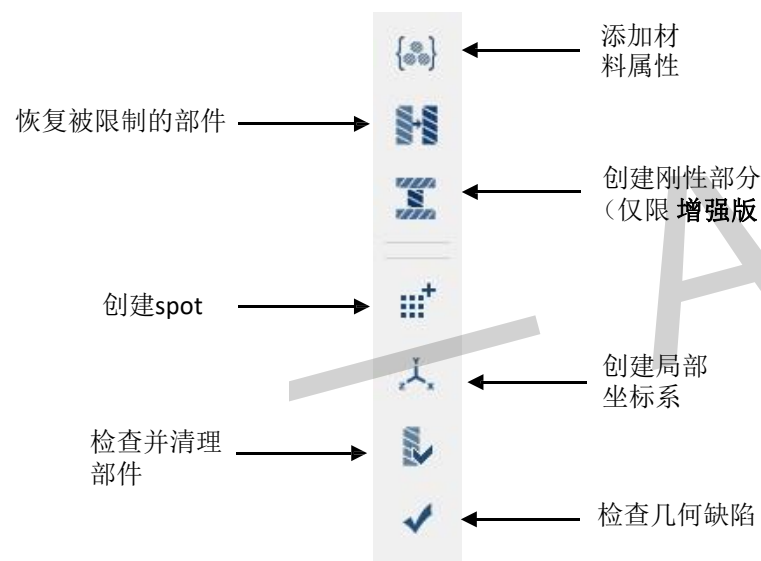 添加材
料属性
恢复被限制的部件
创建刚性部分
（仅限 增强版
创建spot
Y
Z X
创建局部
坐标系
检查并清理
部件
检查几何缺陷
A